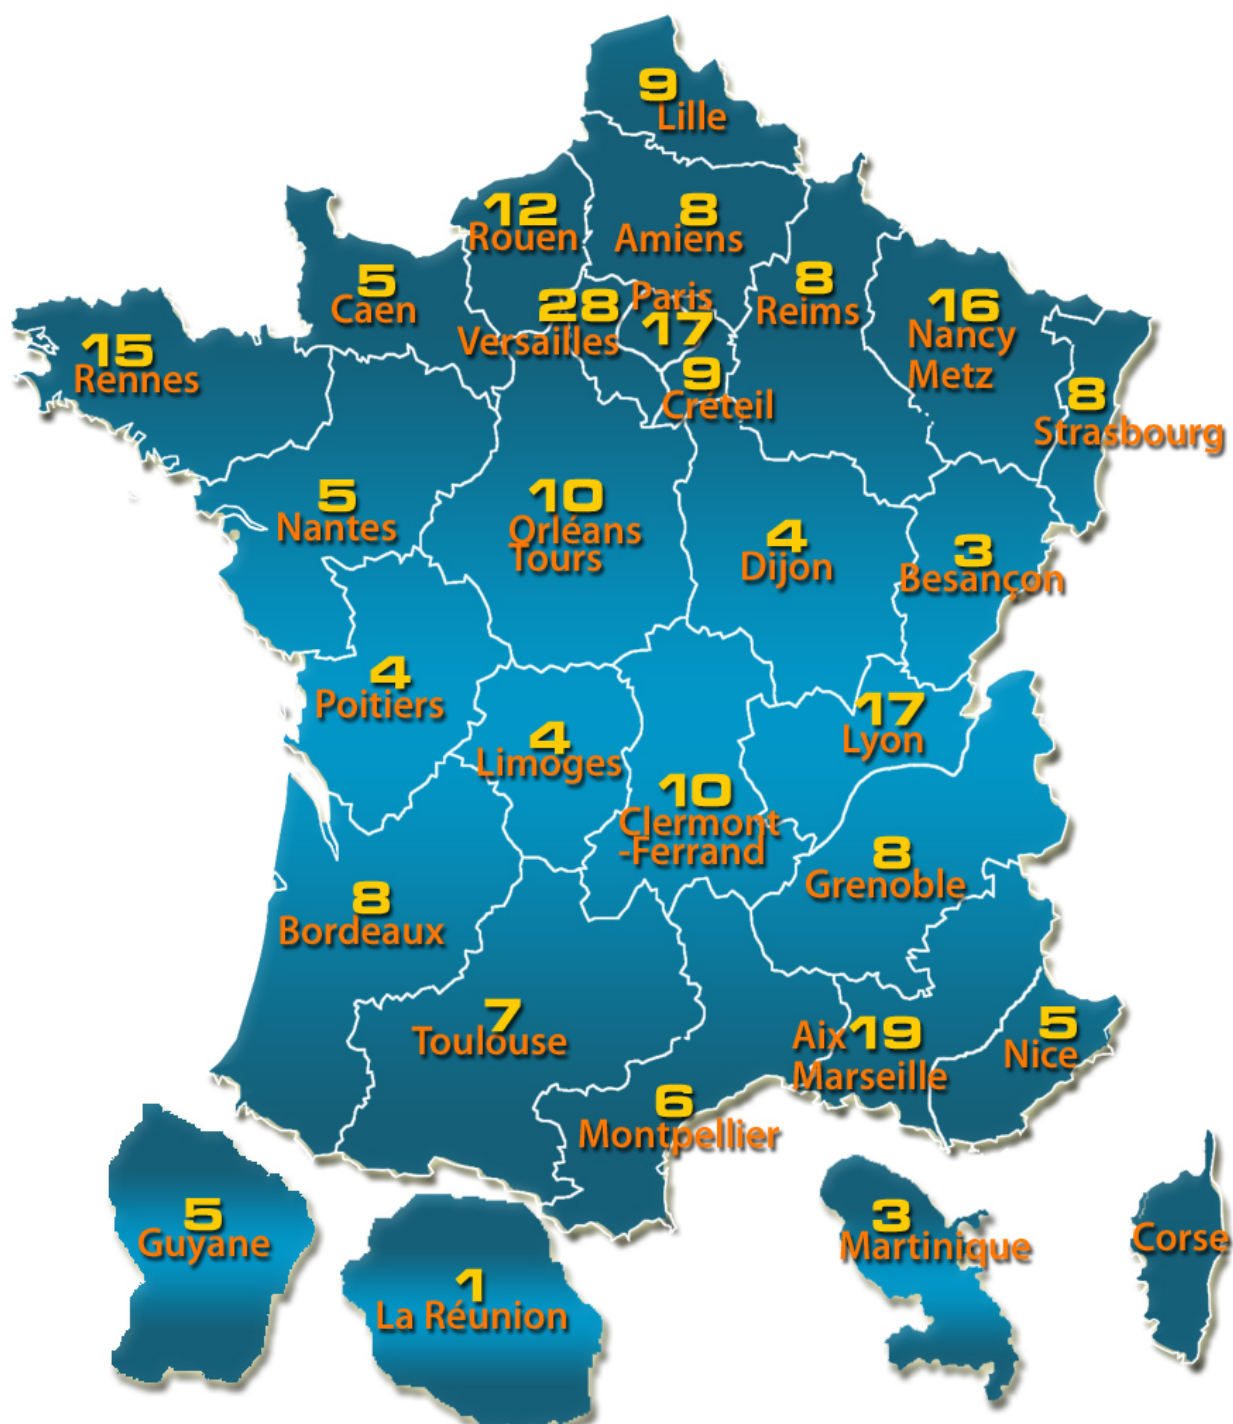 9
Lille
12
Rouen
8
Amiens
5
Caen
28
Versailles
Paris
17
8
Reims
16
Nancy
Metz
15
Rennes
9
Créteil
8
Strasbourg
5
Nantes
10
Orléans
Tours
4
Dijon
3
Besançon
4
Poitiers
4
Limoges
17
Lyon
10
Clermont
-Ferrand
8
Grenoble
8
Bordeaux
7
Toulouse
Aix 19
Marseille
5
Nice
6
Montpellier
5
Guyane
1
La Réunion
3
Martinique
Corse